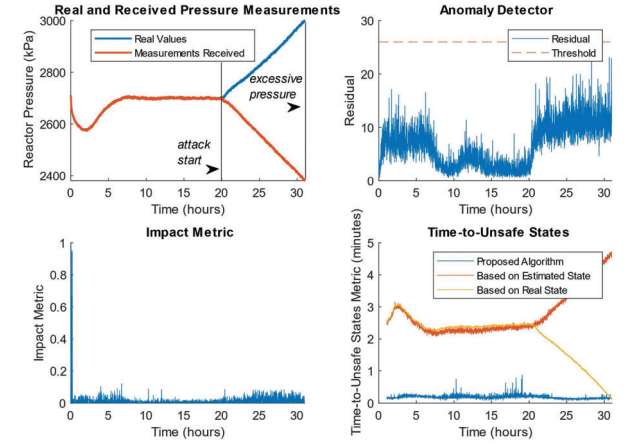 Real and Received Pressure Measurements
Reactor Pressure (kPa)
3000
2800
2600
2400
Real Values
Measurements Received
excessive
pressure
attack
start
0 5 10 15 20 25 30
Time (hours)
Anomaly Detector
Residual
30
20
10
0
Residual
Threshold
0 5 10 15 20 25 30
Time (hours)
Impact Metric
Impact Metric
1
0.8
0.6
0.4
0.2
0
0 5 10 15 20 25 30
Time (hours)
Time-to-Unsafe States
Time-to-Unsafe States Metric (minutes)
5
4
3
2
1
0
Proposed Algorithm
Based on Estimated State
Based on Real State
0 5 10 15 20 25 30
Time (hours)